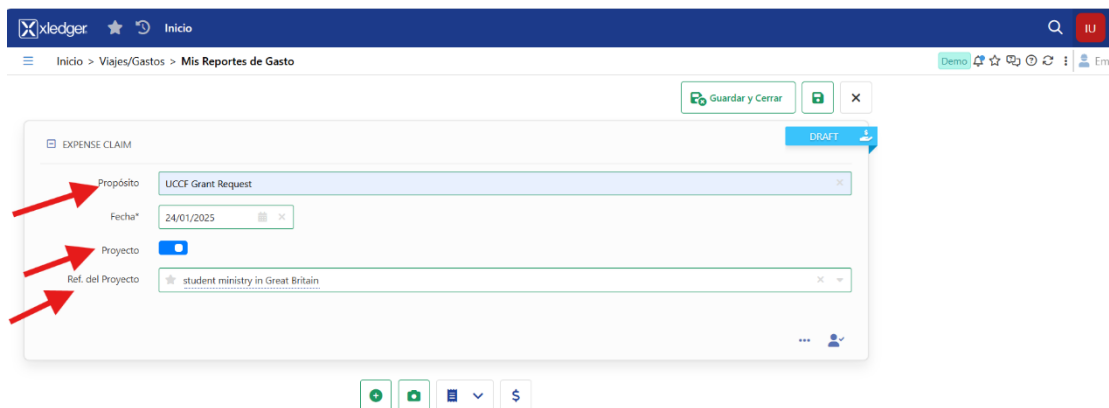 xledger Inicio IU
Inicio > Viajes/Gastos > Mis Reportes de Gasto Demo Em
Guardar y Cerrar
DRAFT
EXPENSE CLAIM
Propósito UCCF Grant Request
Fecha* 24/01/2025
Proyecto
Ref. del Proyecto student ministry in Great Britain